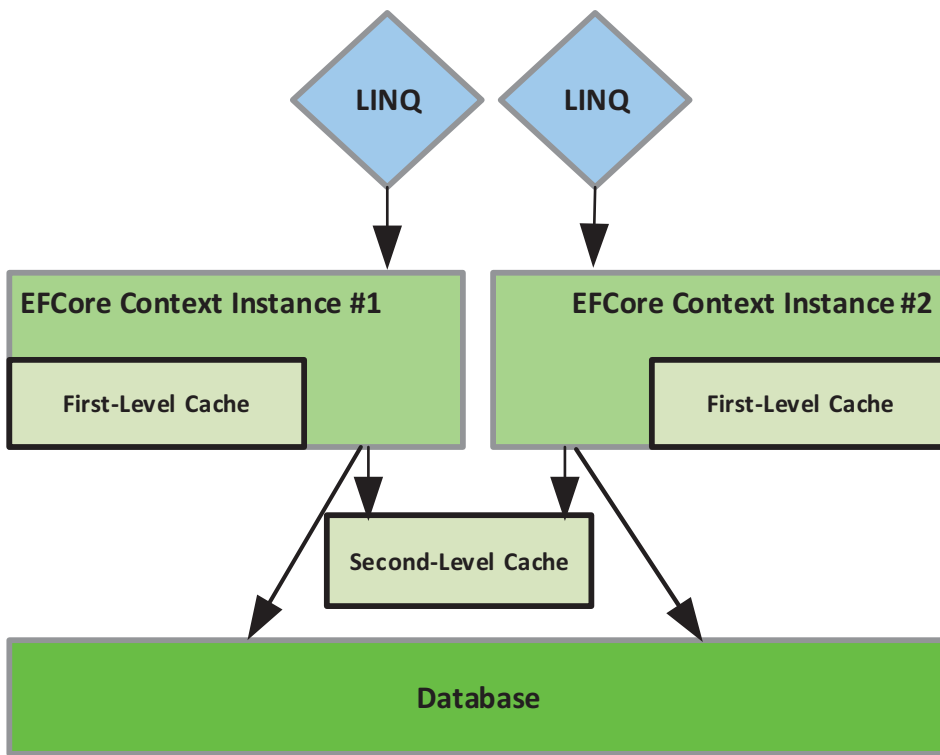 LINQ
LINQ
EFCore Context Instance #1
EFCore Context Instance #2
First-Level Cache
First-Level Cache
Second-Level Cache
Database